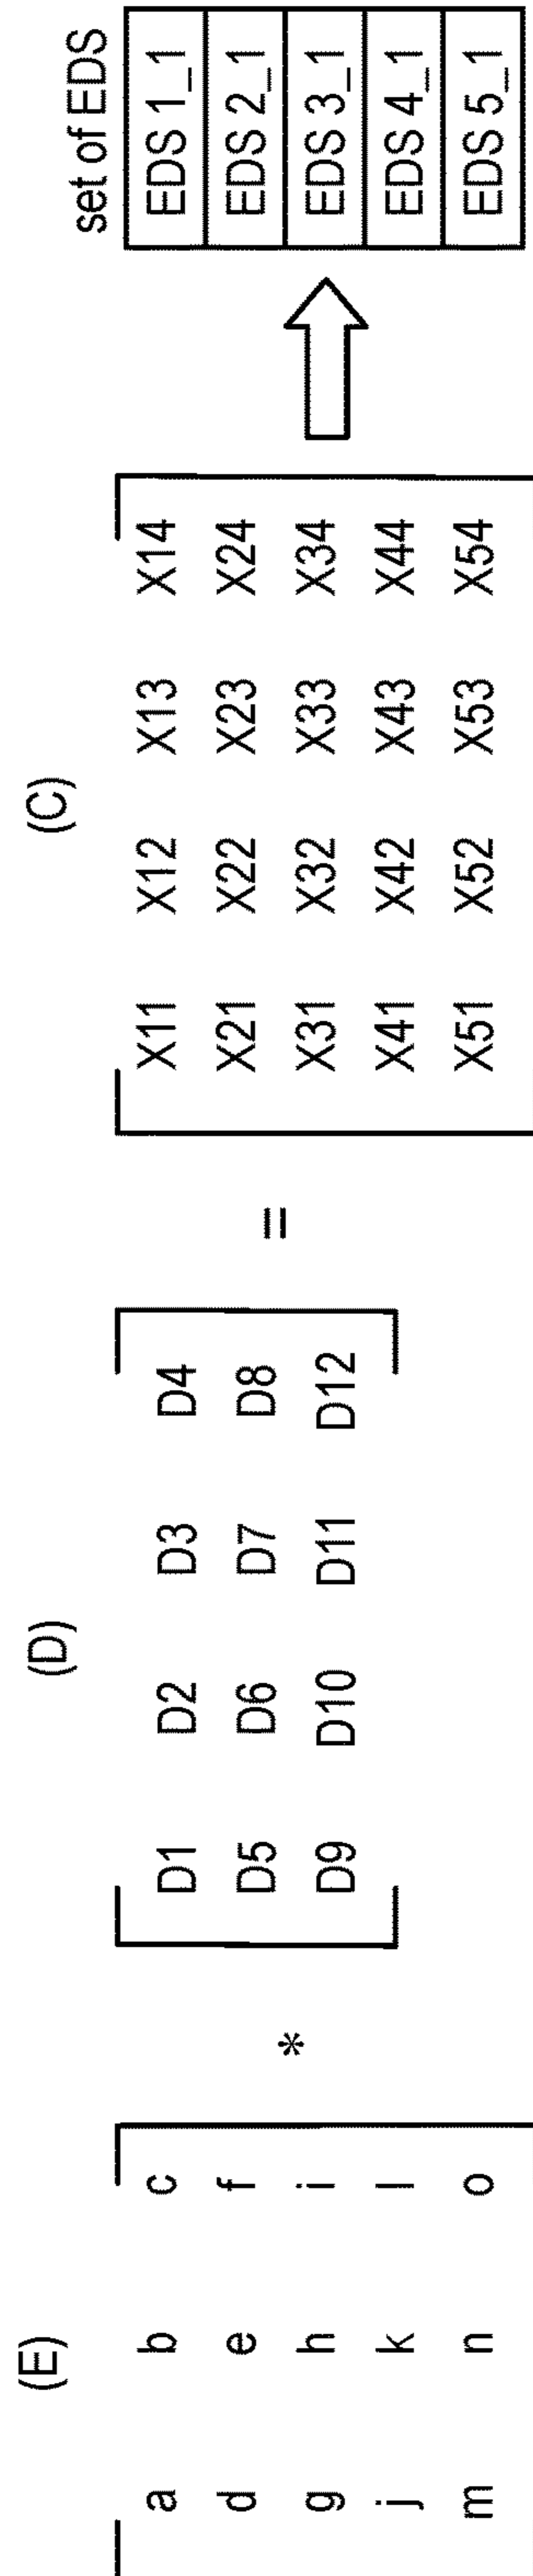 (E)
a b c
d e f
g h i
j k l
m n o
*
(D)
D1 D2 D3 D4
D5 D6 D7 D8
D9 D10 D11 D12
=
(C)
X11 X12 X13 X14
X21 X22 X23 X24
X31 X32 X33 X34
X41 X42 X43 X44
X51 X52 X53 X54
set of EDS
EDS 1_1
EDS 2_1
EDS 3_1
EDS 4_1
EDS 5_1